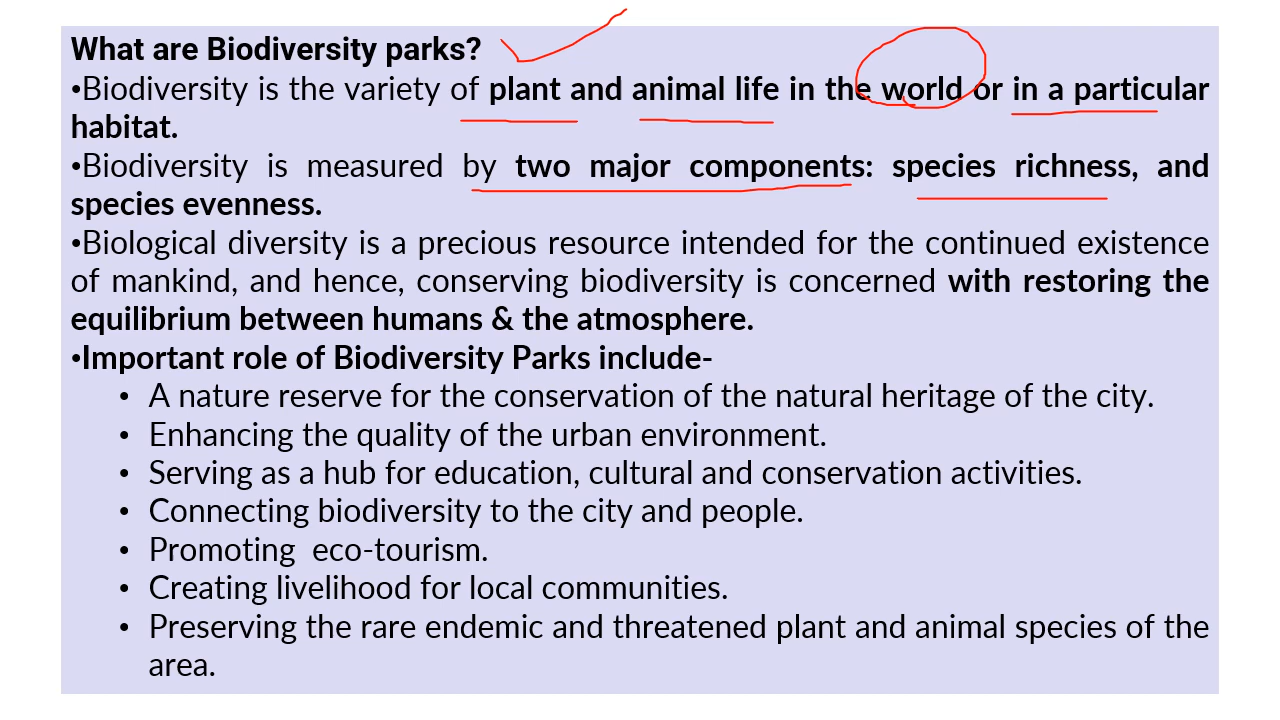 What are Biodiversity parks?
•Biodiversity is the variety of plant and animal life in the world or in a particular
habitat.
•Biodiversity is measured by two major components: species richness, and
species evenness.
•Biological diversity is a precious resource intended for the continued existence
of mankind, and hence, conserving biodiversity is concerned with restoring the
equilibrium between humans & the atmosphere.
•Important role of Biodiversity Parks include-
• A nature reserve for the conservation of the natural heritage of the city.
• Enhancing the quality of the urban environment.
• Serving as a hub for education, cultural and conservation activities.
• Connecting biodiversity to the city and people.
• Promoting  eco-tourism.
• Creating livelihood for local communities.
• Preserving the rare endemic and threatened plant and animal species of the
area.